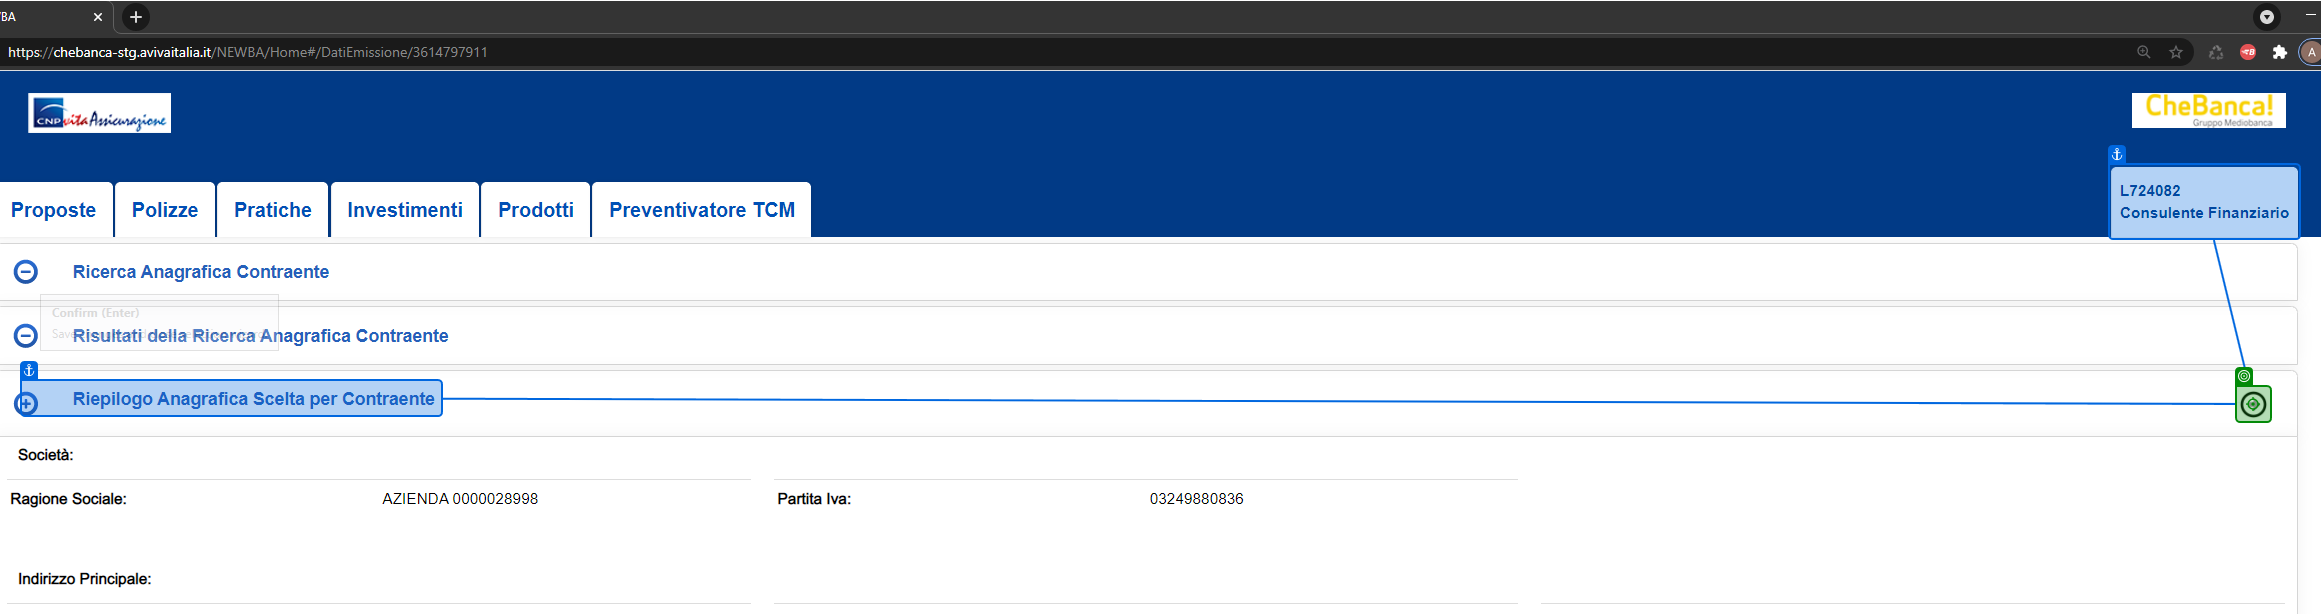 BA
https://chebanca-stg.avivaitalia.it/NEWBA/Home#/DatiEmissione/3614797911
A
CNP vita Assicurazione
CheBanca!
Gruppo Mediobanca
L724082
Consulente Finanziario
Proposte
Polizze
Pratiche
Investimenti
Prodotti
Preventivatore TCM
Ricerca Anagrafica Contraente
Confirm (Enter)
Risultati della Ricerca Anagrafica Contraente
Riepilogo Anagrafica Scelta per Contraente
Società:
Ragione Sociale:
AZIENDA 0000028998
Partita Iva:
03249880836
Indirizzo Principale: